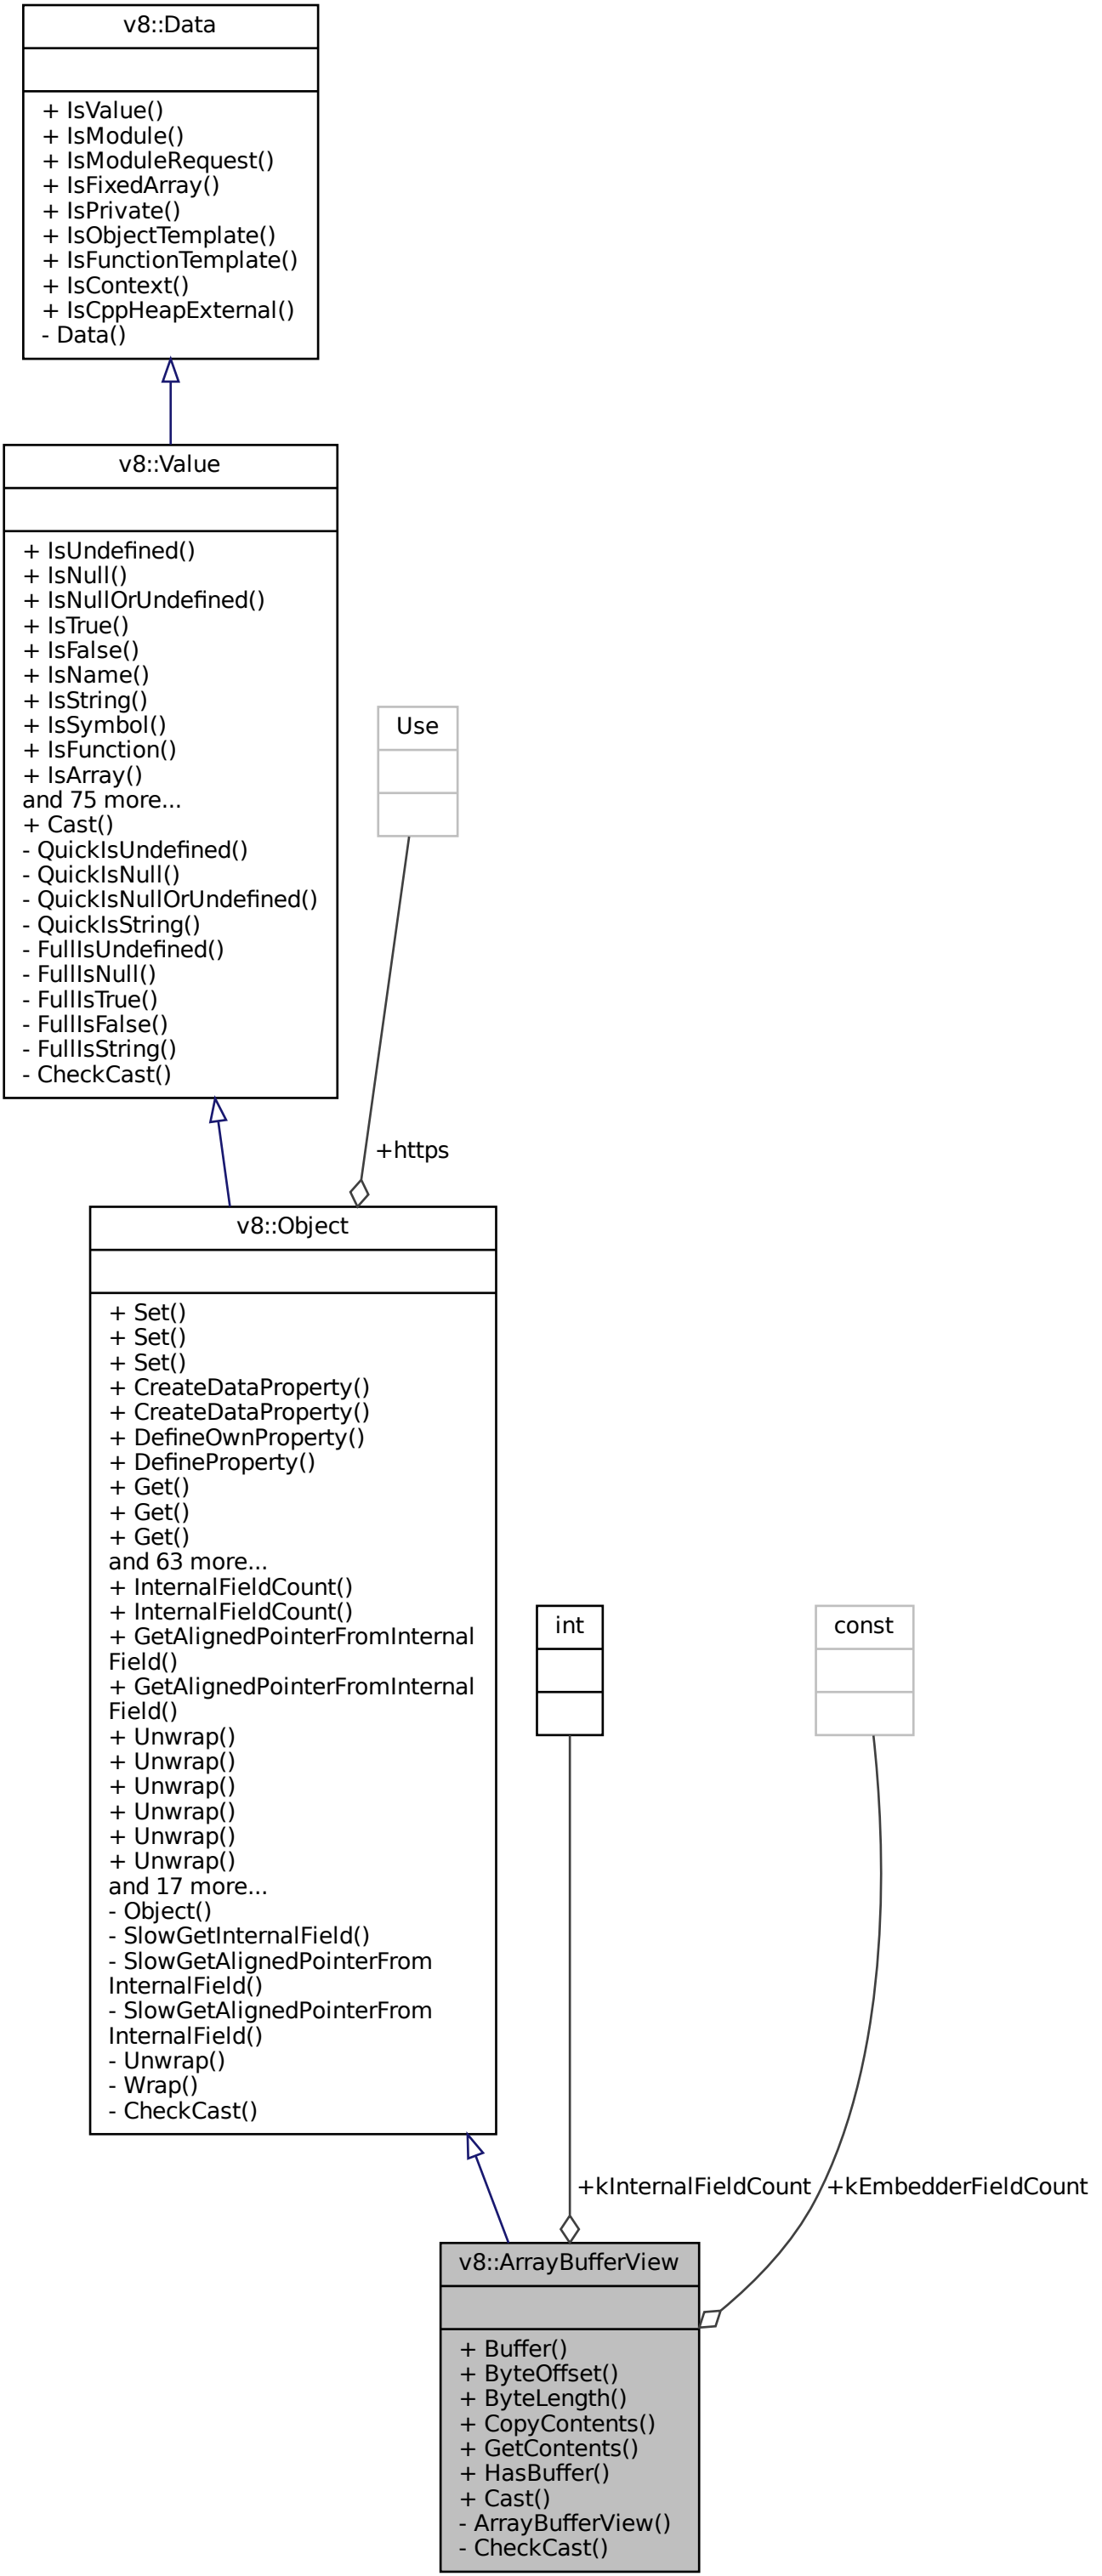 v8::Data
+ IsValue()
+ IsModule()
+ IsModuleRequest()
+ IsFixedArray()
+ IsPrivate()
+ IsObjectTemplate()
+ IsFunctionTemplate()
+ IsContext()
+ IsCppHeapExternal()
- Data()
v8::Value
+ IsUndefined()
+ IsNull()
+ IsNullOrUndefined()
+ IsTrue()
+ IsFalse()
+ IsName()
+ IsString()
+ IsSymbol()
+ IsFunction()
+ IsArray()
and 75 more...
+ Cast()
- QuickIsUndefined()
- QuickIsNull()
- QuickIsNullOrUndefined()
- QuickIsString()
- FullIsUndefined()
- FullIsNull()
- FullIsTrue()
- FullIsFalse()
- FullIsString()
- CheckCast()
Use
+https
v8::Object
+ Set()
+ Set()
+ Set()
+ CreateDataProperty()
+ CreateDataProperty()
+ DefineOwnProperty()
+ DefineProperty()
+ Get()
+ Get()
+ Get()
and 63 more...
+ InternalFieldCount()
+ InternalFieldCount()
+ GetAlignedPointerFromInternal
Field()
+ GetAlignedPointerFromInternal
Field()
+ Unwrap()
+ Unwrap()
+ Unwrap()
+ Unwrap()
+ Unwrap()
+ Unwrap()
and 17 more...
- Object()
- SlowGetInternalField()
- SlowGetAlignedPointerFrom
InternalField()
- SlowGetAlignedPointerFrom
InternalField()
- Unwrap()
- Wrap()
- CheckCast()
int
const
+kInternalFieldCount
+kEmbedderFieldCount
v8::ArrayBufferView
+ Buffer()
+ ByteOffset()
+ ByteLength()
+ CopyContents()
+ GetContents()
+ HasBuffer()
+ Cast()
- ArrayBufferView()
- CheckCast()